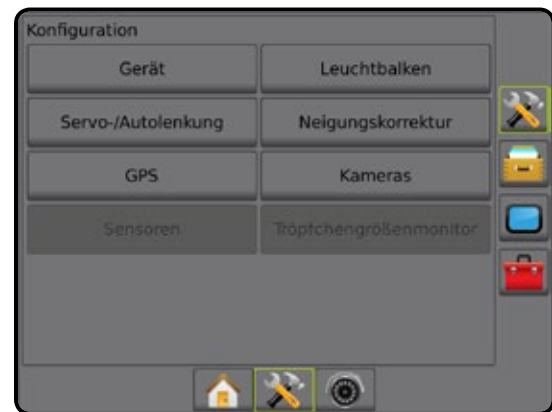 Konfiguration
Gerät
Leuchtbalken
Servo-/Autolenkung
Neigungskorrektur
GPS
Kameras
Sensoren
Tröpfchengrößenmonitor